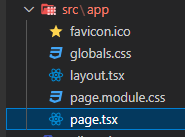 src\app
favicon.ico
globals.css
layout.tsx
page.module.css
page.tsx